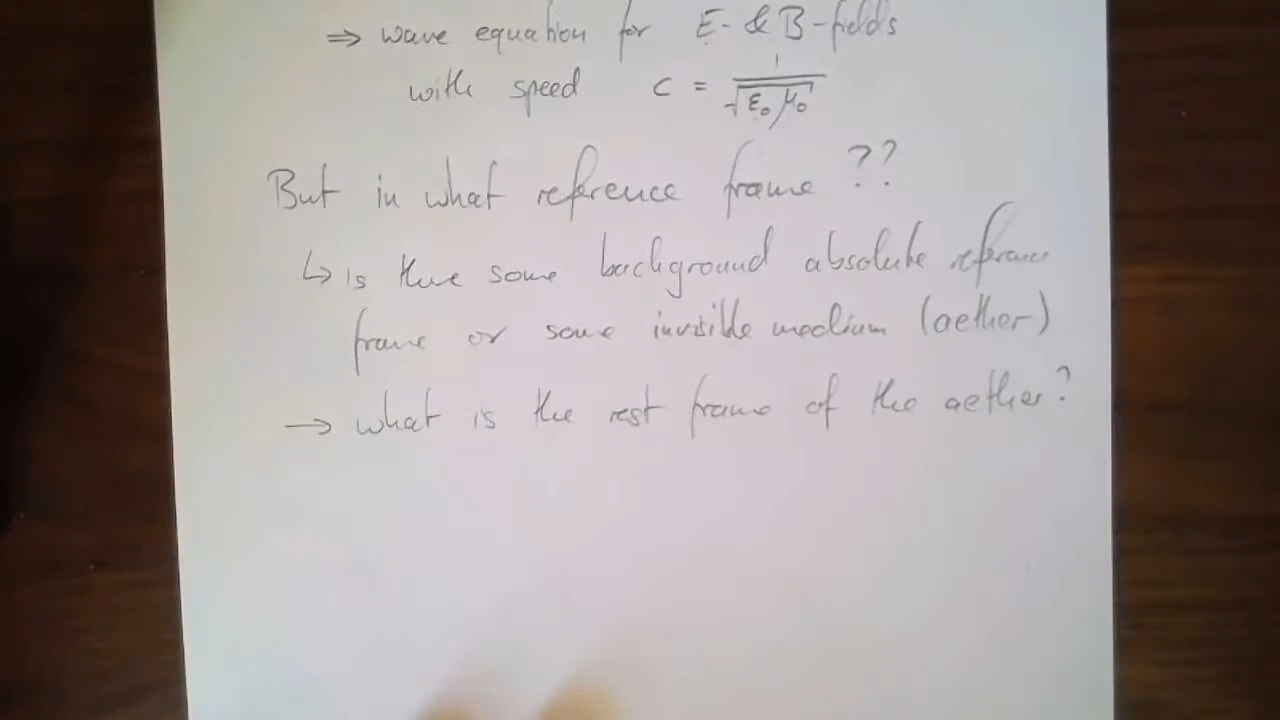 ⇒ wave equation for E- & B-fields
with speed c = 1/√ε₀μ₀
But in what reference frame ??
↳ is there some background absolute reference
frame or some invisible medium (aether)
→ what is the rest frame of the aether?